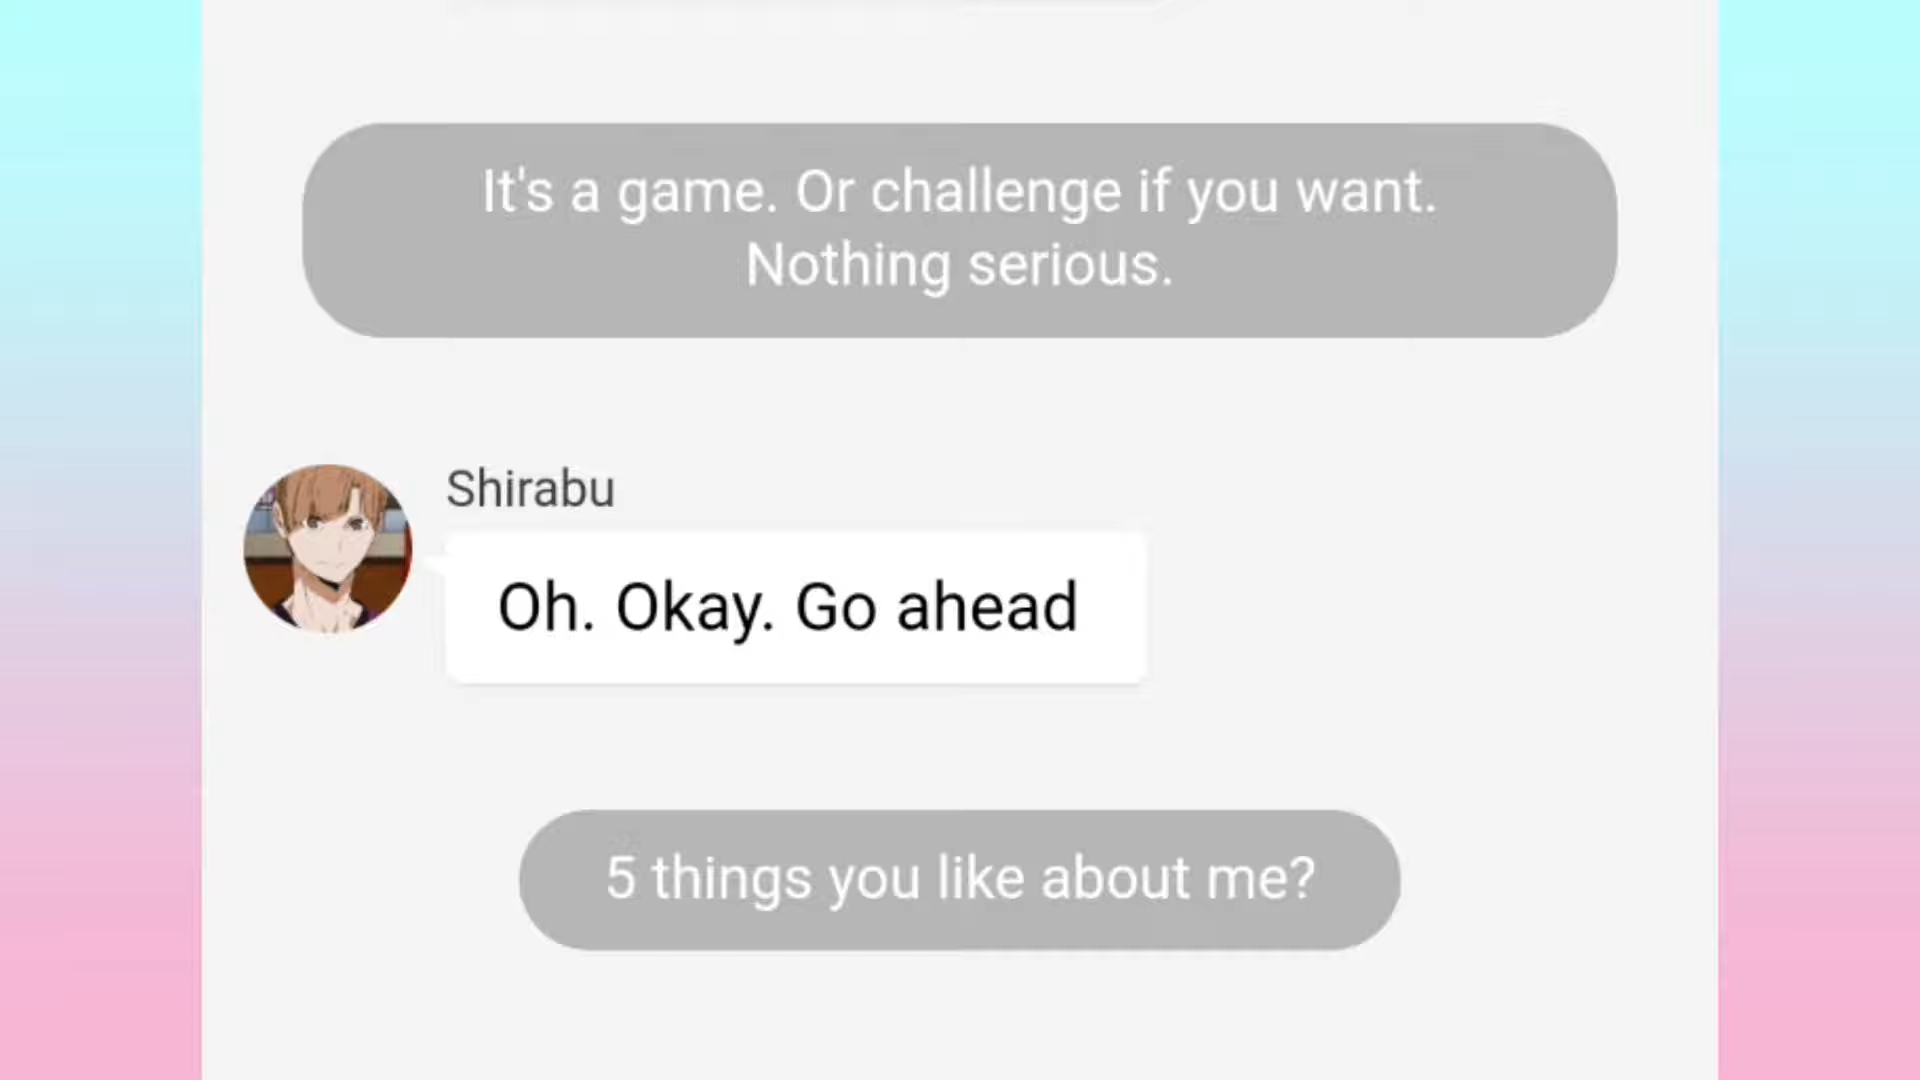 It's a game. Or challenge if you want.
Nothing serious.
Shirabu
Oh. Okay. Go ahead
5 things you like about me?